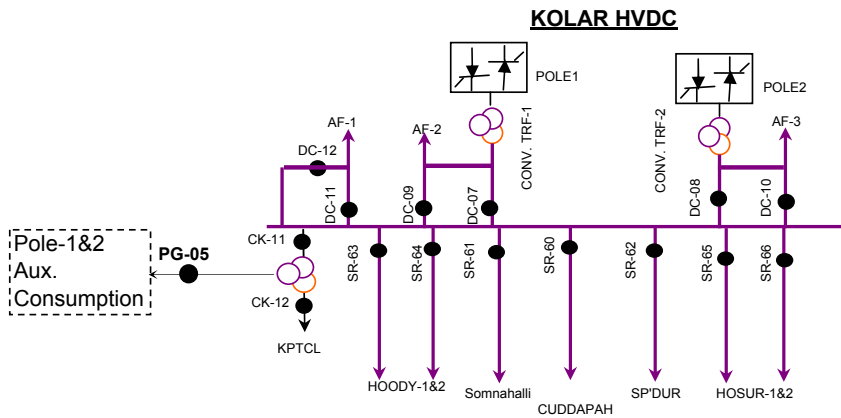 KOLAR HVDC
POLE1
POLE2
AF-1
AF-2
CONV. TRF-1
CONV. TRF-2
AF-3
DC-12
DC-11
DC-09
DC-07
DC-08
DC-10
Pole-1&2
Aux.
Consumption
PG-05
CK-11
CK-12
KPTCL
SR-63
SR-64
SR-61
SR-60
SR-62
SR-65
SR-66
HOODY-1&2
Somnahalli
CUDDAPAH
SP'DUR
HOSUR-1&2